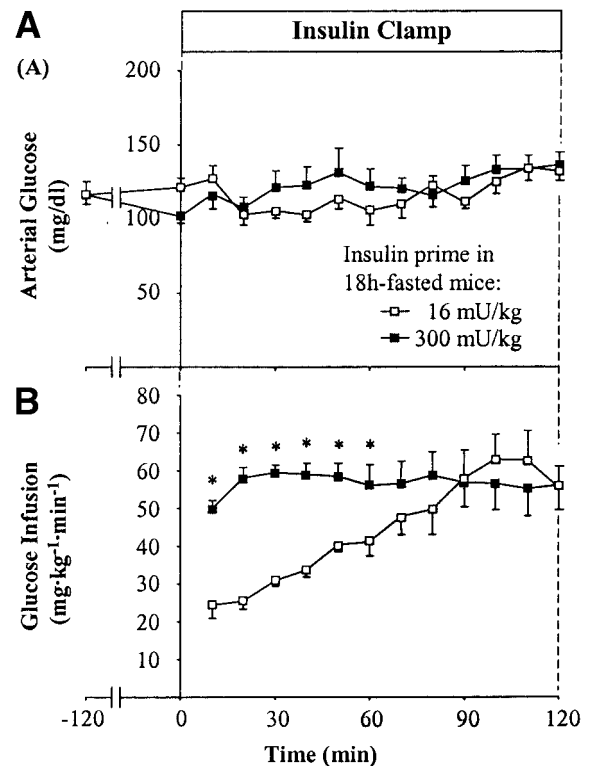 A
Insulin Clamp
(A)
200
150
100
50
Arterial Glucose
(mg/dl)
Insulin prime in
18h-fasted mice:
16 mU/kg
300 mU/kg
B
80
70
60
50
40
30
20
10
Glucose Infusion
(mg·kg⁻¹·min⁻¹)
* * * * * *
-120 0 30 60 90 120
Time (min)